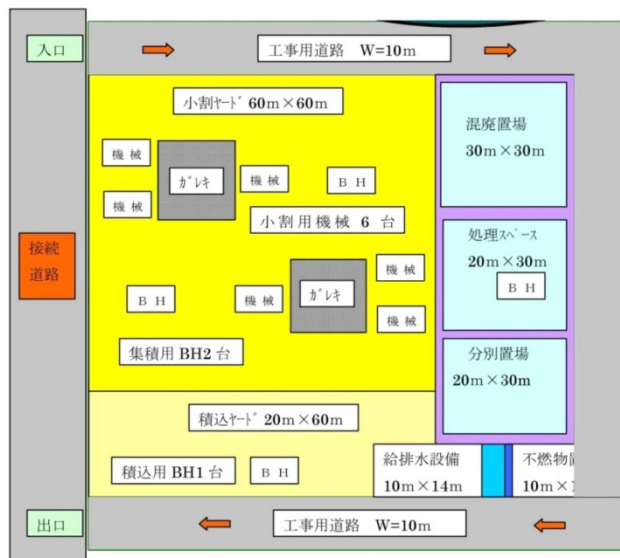 入口
工事用道路 W=10m
小割ﾔｰﾄﾞ 60m×60m
混廃置場
30m×30m
機 械
ｶﾞﾚｷ
機 械
B H
機 械
小割用機械 6 台
接続
道路
処理ｽﾍﾟｰｽ
20m×30m
B H
機 械
B H
機 械
ｶﾞﾚｷ
機 械
集積用 BH2 台
分別置場
20m×30m
積込ﾔｰﾄﾞ 20m×60m
積込用 BH1 台
B H
給排水設備
10m×14m
不燃物
10m×
出口
工事用道路 W=10m